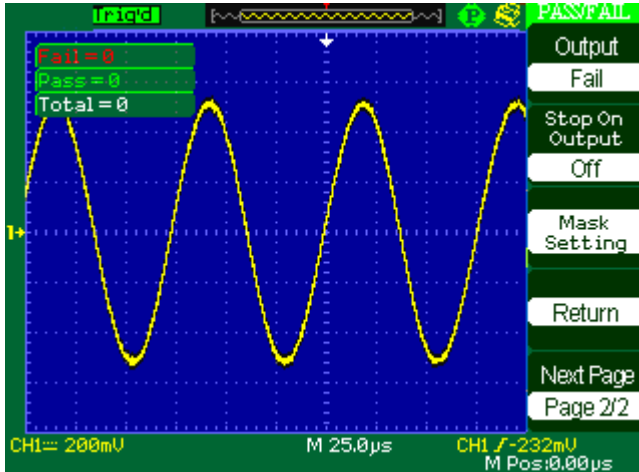 Trig'd
P
PASS/FAIL
Fail=0
Pass=0
Total=0
1
Output
Fail
Stop On
Output
Off
Mask
Setting
Return
Next Page
Page 2/2
CH1 200mV
M 25.0µs
CH1 -232mV
M Pos:0.00µs